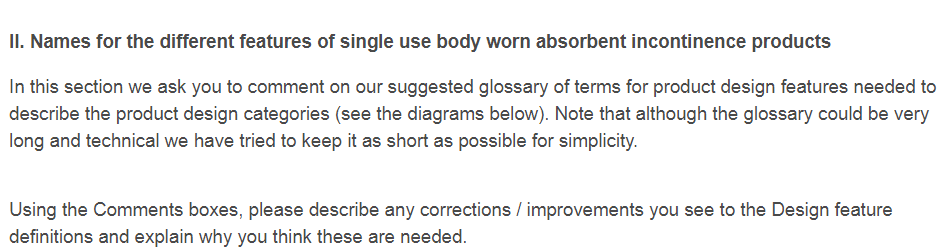 II. Names for the different features of single use body worn absorbent incontinence products
In this section we ask you to comment on our suggested glossary of terms for product design features needed to
describe the product design categories (see the diagrams below). Note that although the glossary could be very
long and technical we have tried to keep it as short as possible for simplicity.
Using the Comments boxes, please describe any corrections / improvements you see to the Design feature
definitions and explain why you think these are needed.